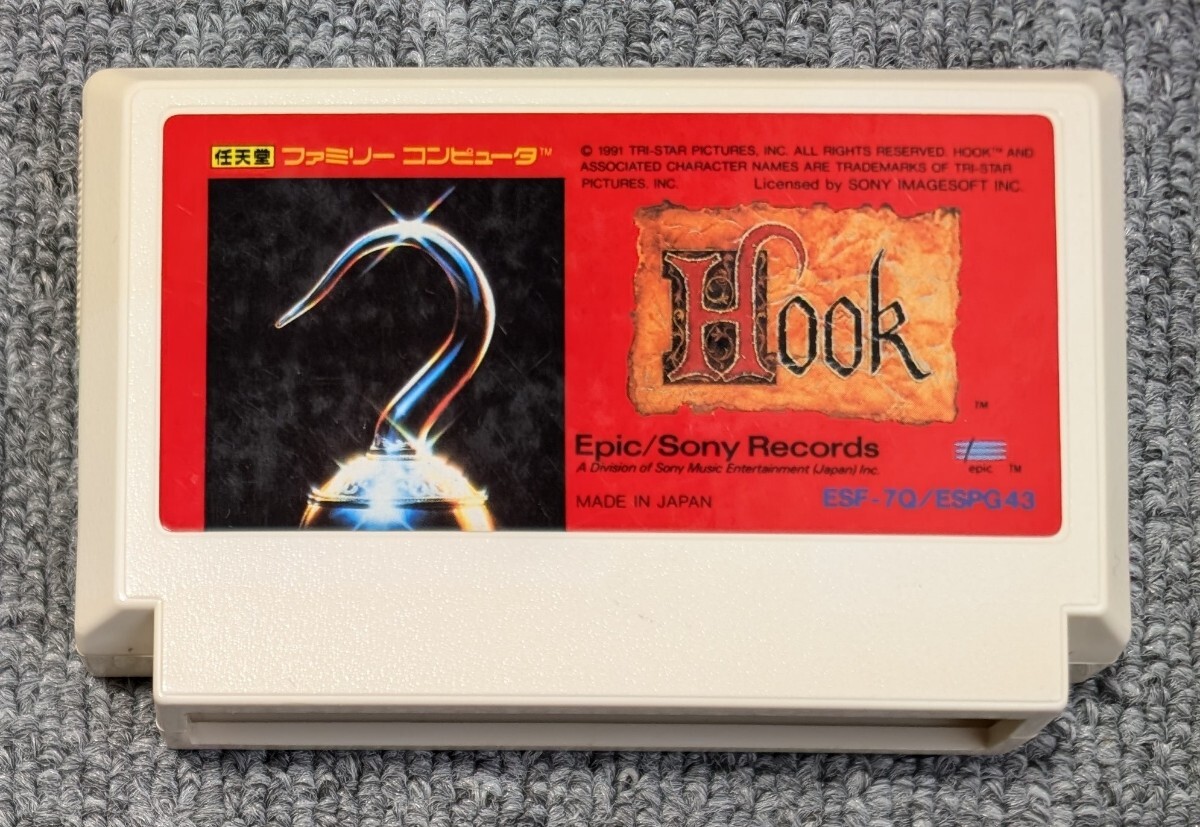 任天堂 ファミリー コンピュータ™
© 1991 TRI-STAR PICTURES, INC. ALL RIGHTS RESERVED. HOOK™ AND
ASSOCIATED CHARACTER NAMES ARE TRADEMARKS OF TRI-STAR
PICTURES. INC. Licensed by SONY IMAGESOFT INC.
Hook
TM
Epic/Sony Records
A Division of Sony Music Entertainment (Japan) Inc.
epic TM
MADE IN JAPAN ESF-7Q/ESPG43